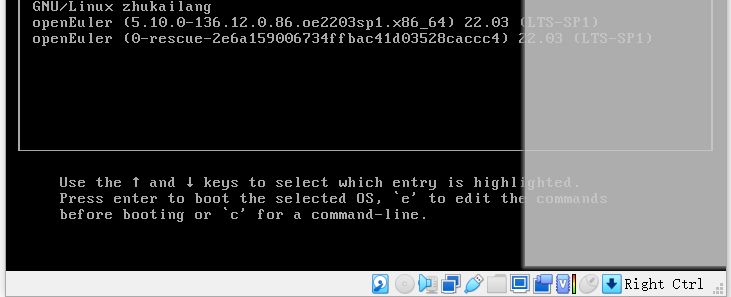 GNU/Linux zhukailang
openEuler (5.10.0-136.12.0.86.oe2203sp1.x86_64) 22.03 (LTS-SP1)
openEuler (0-rescue-2e6a159006734ffbac41d03528caccc4) 22.03 (LTS-SP1)
Use the ↑ and ↓ keys to select which entry is highlighted.
Press enter to boot the selected OS, `e' to edit the commands
before booting or `c' for a command-line.
Right Ctrl